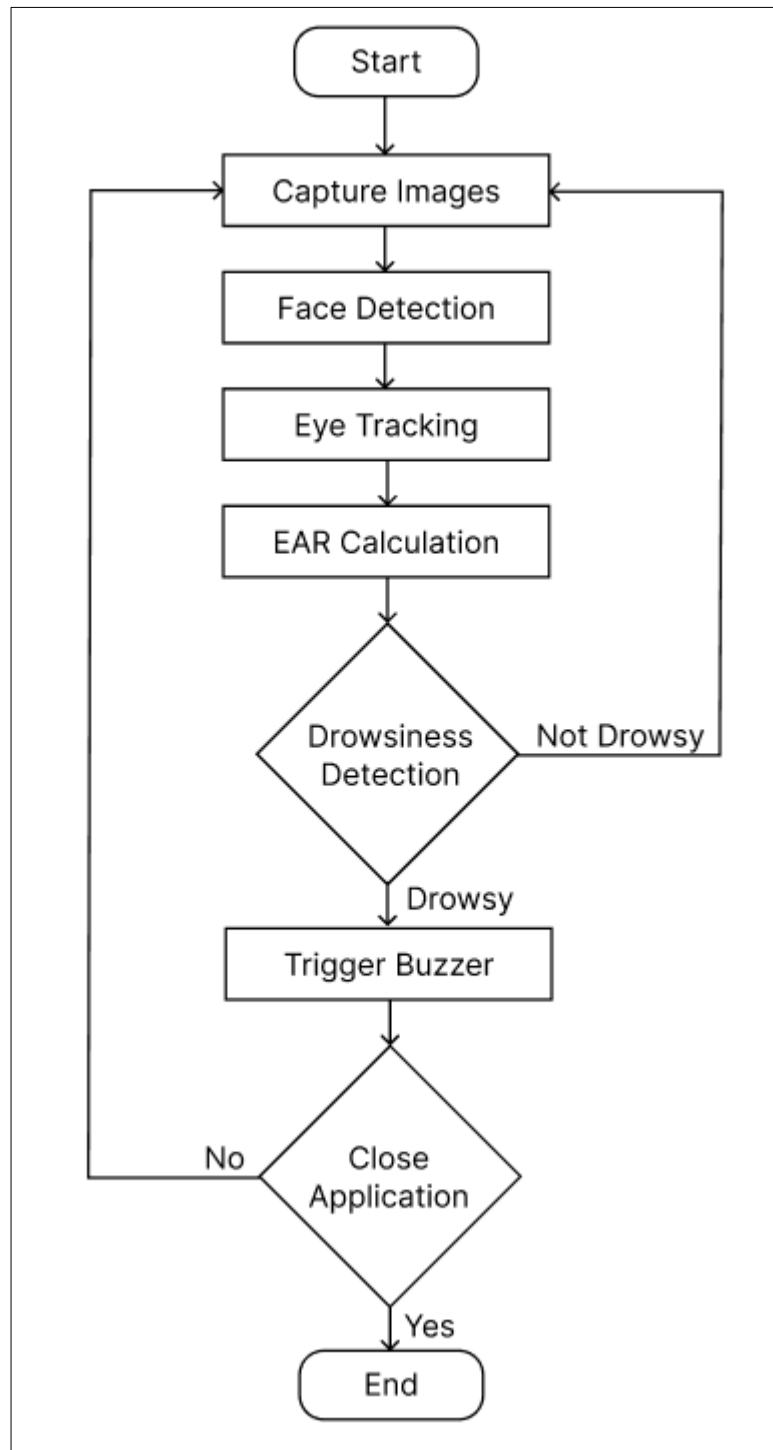 Start
Capture Images
Face Detection
Eye Tracking
EAR Calculation
Drowsiness
Detection
Not Drowsy
Drowsy
Trigger Buzzer
No
Close
Application
Yes
End